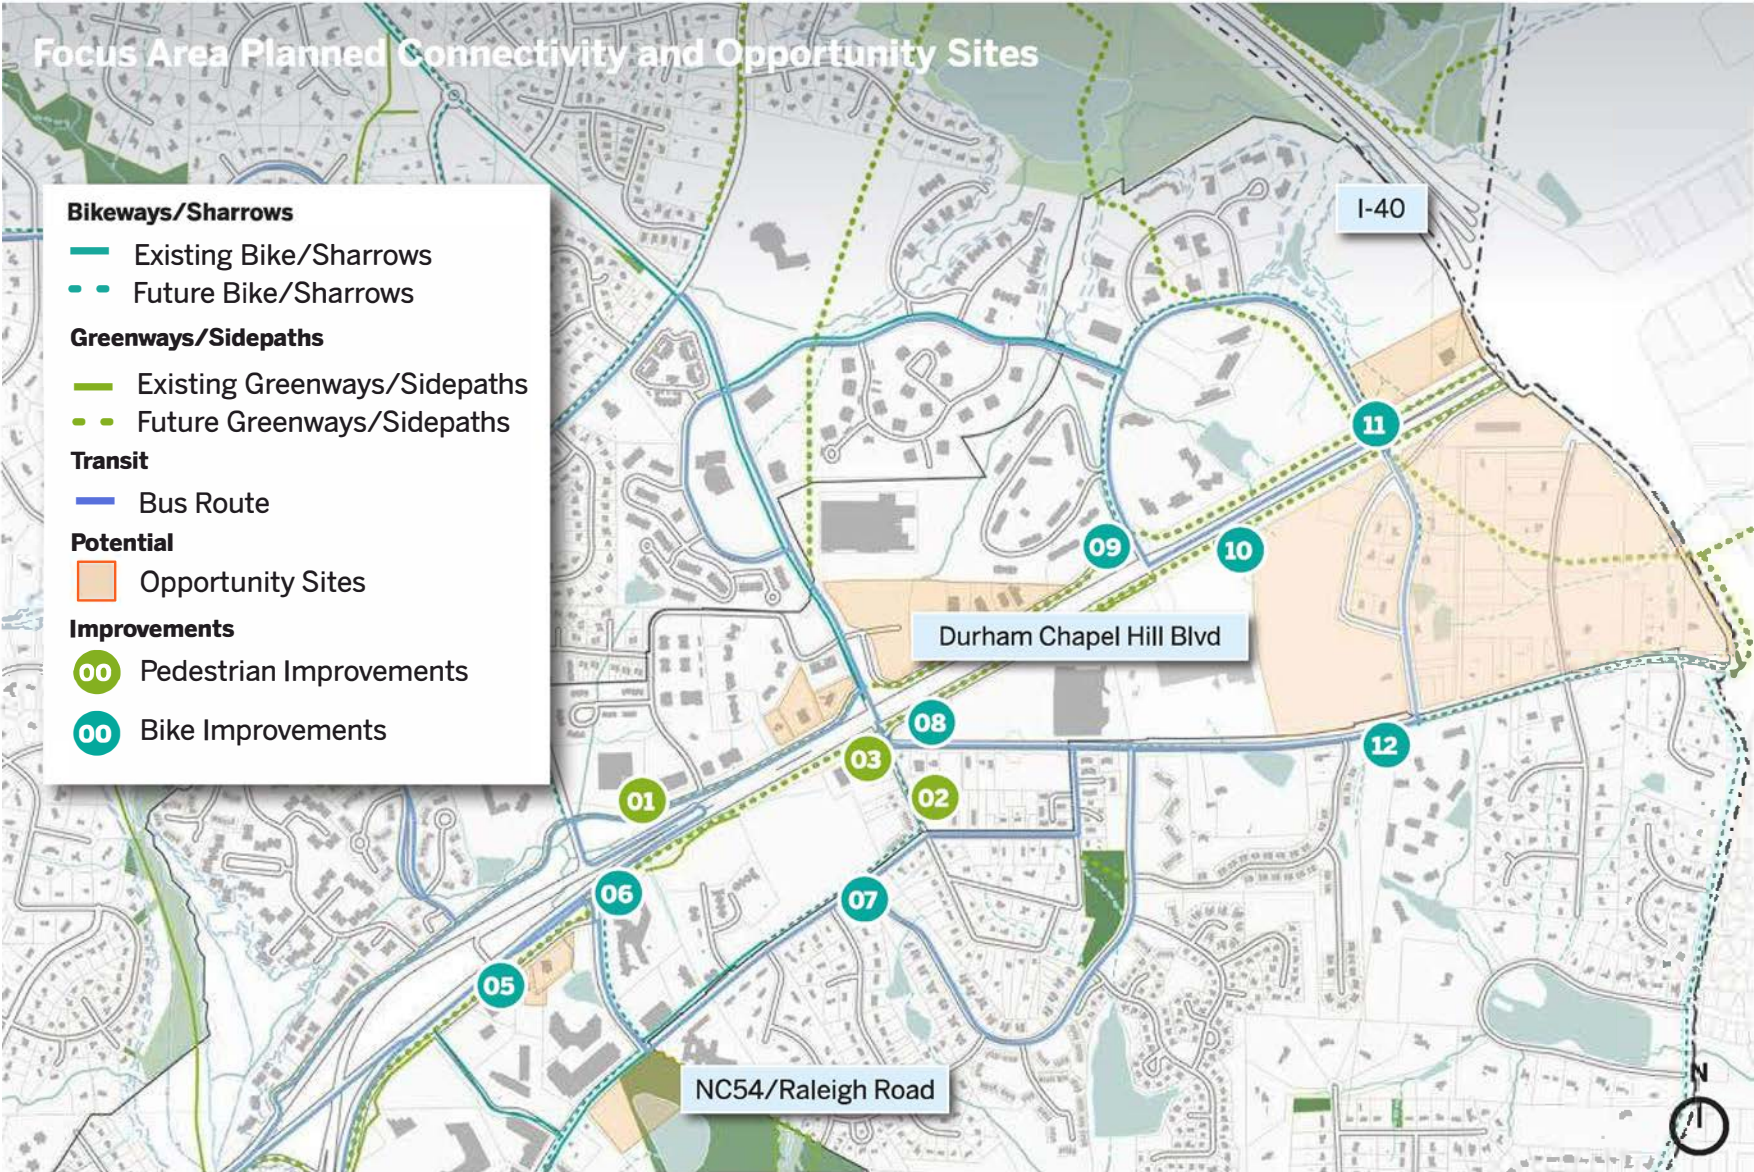 Focus Area Planned Connectivity and Opportunity Sites
I-40
Bikeways/Sharrows
Existing Bike/Sharrows
Future Bike/Sharrows
Greenways/Sidepaths
Existing Greenways/Sidepaths
Future Greenways/Sidepaths
Transit
Bus Route
Potential
Opportunity Sites
Improvements
00 Pedestrian Improvements
00 Bike Improvements
11
09
10
Durham Chapel Hill Blvd
08
03
12
01
02
06
07
05
NC54/Raleigh Road
N